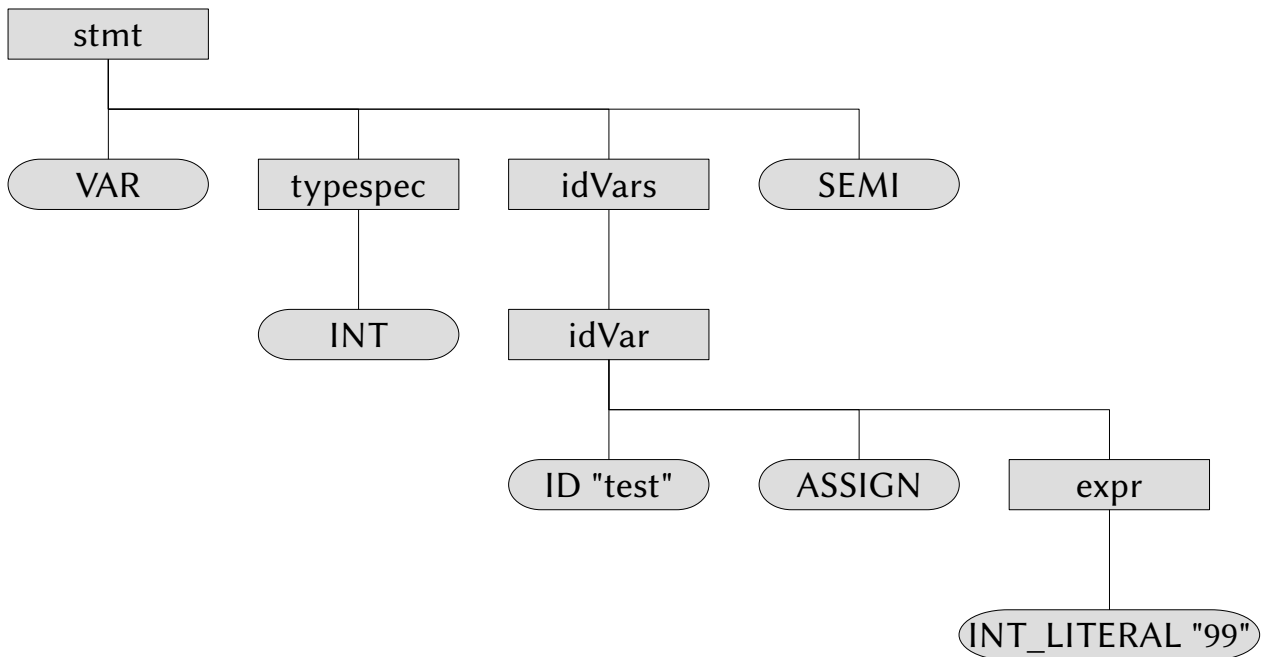 stmt
VAR
typespec
idVars
SEMI
INT
idVar
ID "test"
ASSIGN
expr
INT_LITERAL "99"